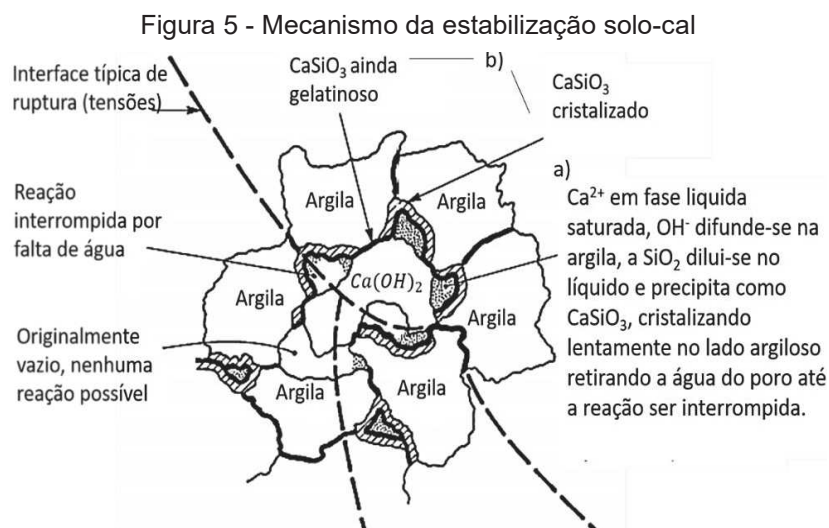 Figura 5 - Mecanismo da estabilização solo-cal
Interface típica de
ruptura (tensões)
CaSiO₃ ainda
gelatinoso
b)
CaSiO₃
cristalizado
Reação
interrompida por
falta de água
Originalmente
vazio, nenhuma
reação possível
a)
Ca²⁺ em fase liquida
saturada, OH⁻ difunde-se na
argila, a SiO₂ dilui-se no
líquido e precipita como
CaSiO₃, cristalizando
lentamente no lado argiloso
retirando a água do poro até
a reação ser interrompida.
Argila
Argila
Argila
Ca(OH)₂
Argila
Argila
Argila